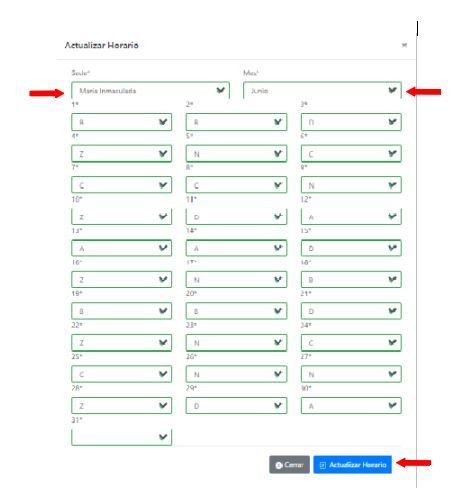 Actualizar Horario ×
Sede* Mes*
María Inmaculada Junio
1* 2* 3*
B B D
4* 5* 6*
Z N C
7* 8* 9*
C C N
10* 11* 12*
Z D A
13* 14* 15*
A A D
16* 17* 18*
Z N B
19* 20* 21*
B B D
22* 23* 24*
Z N C
25* 26* 27*
C N N
28* 29* 30*
Z D A
31*
Cerrar Actualizar Horario